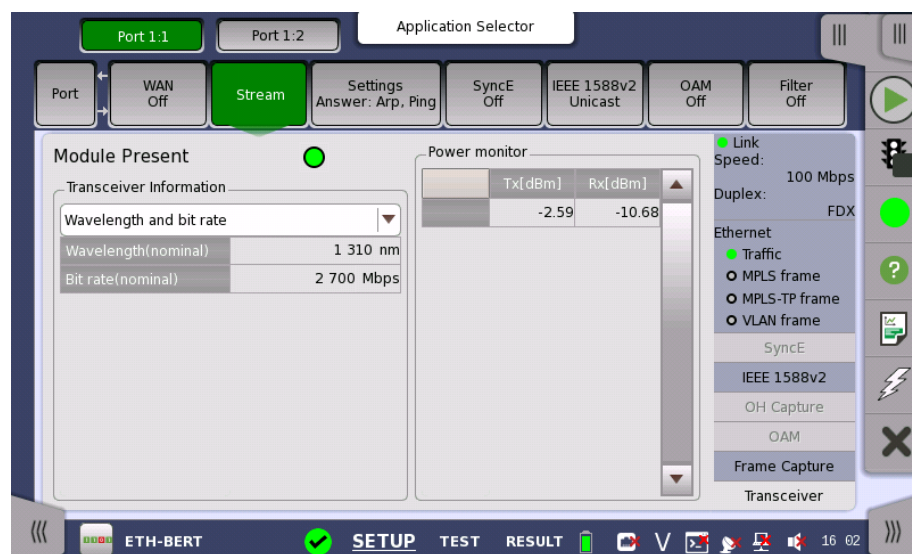 Port 1:1
Port 1:2
Application Selector
Port
WAN
Off
Stream
Settings
Answer: Arp, Ping
SyncE
Off
IEEE 1588v2
Unicast
OAM
Off
Filter
Off
Module Present
Transceiver Information
Wavelength and bit rate
Wavelength(nominal) 1 310 nm
Bit rate(nominal) 2 700 Mbps
Power monitor
Tx[dBm] Rx[dBm]
-2.59 -10.68
Link
Speed:
100 Mbps
Duplex:
FDX
Ethernet
Traffic
MPLS frame
MPLS-TP frame
VLAN frame
SyncE
IEEE 1588v2
OH Capture
OAM
Frame Capture
Transceiver
ETH-BERT
SETUP TEST RESULT
16 02